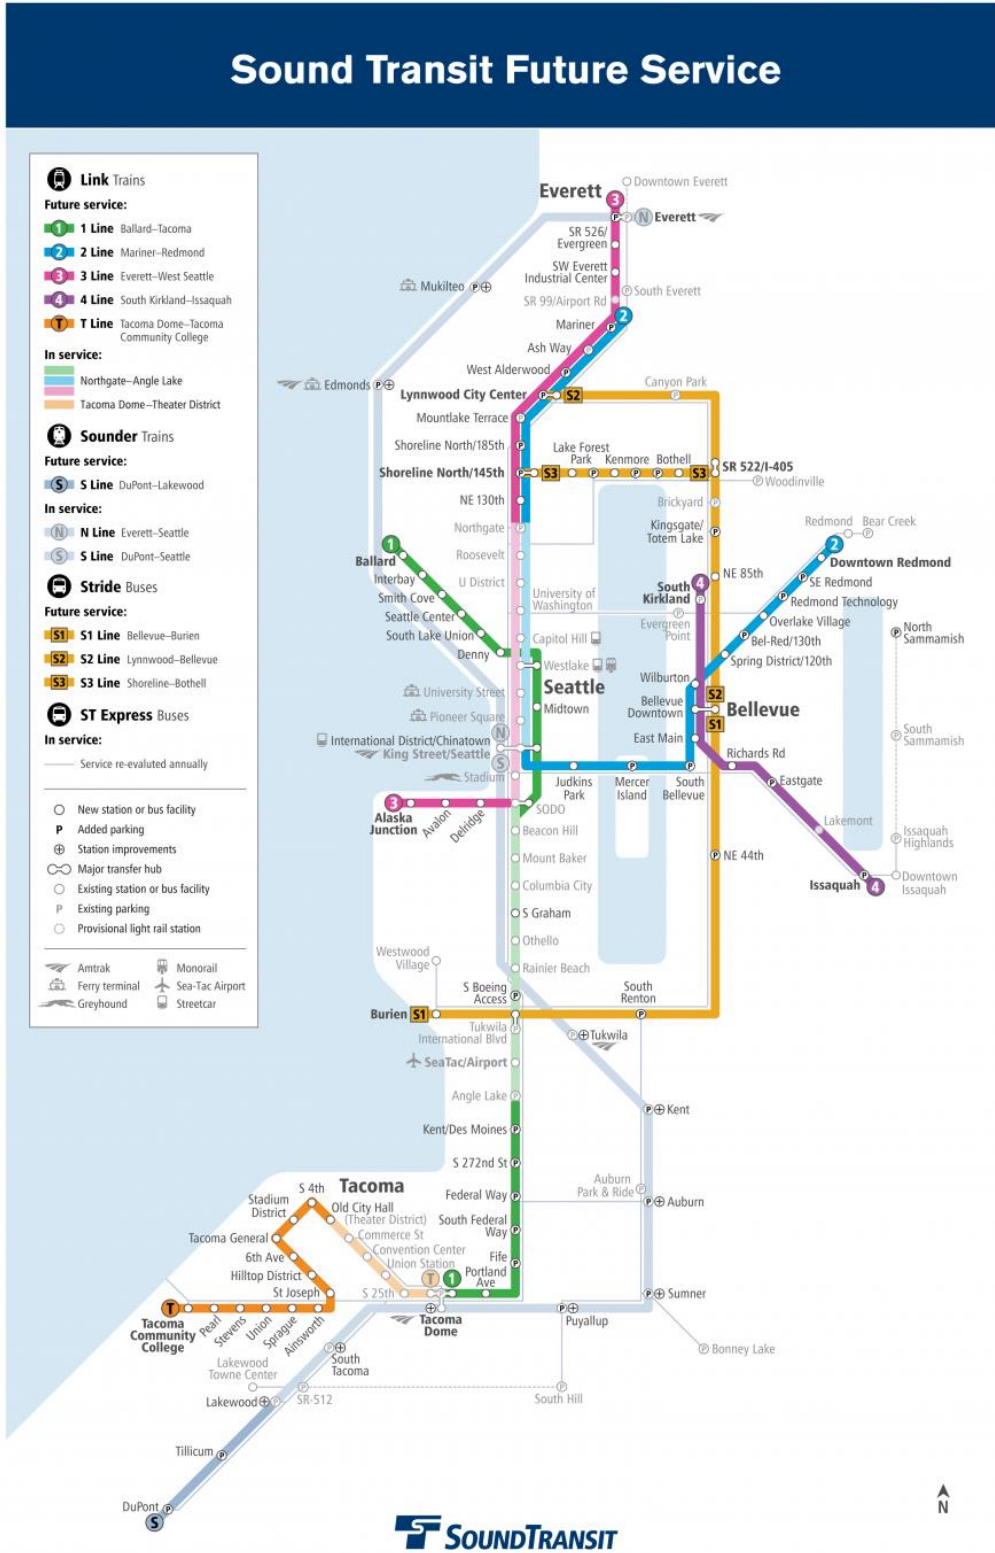 Sound Transit Future Service
Link Trains
Future service:
1 1 Line Ballard–Tacoma
2 2 Line Mariner–Redmond
3 3 Line Everett–West Seattle
4 4 Line South Kirkland–Issaquah
T T Line Tacoma Dome–Tacoma
Community College
In service:
Northgate–Angle Lake
Tacoma Dome–Theater District
Sounder Trains
Future service:
S S Line DuPont–Lakewood
In service:
N N Line Everett–Seattle
S S Line DuPont–Seattle
Stride Buses
Future service:
S1 S1 Line Bellevue–Burien
S2 S2 Line Lynnwood–Bellevue
S3 S3 Line Shoreline–Bothell
ST Express Buses
In service:
Service re-evaluted annually
New station or bus facility
P Added parking
Station improvements
Major transfer hub
Existing station or bus facility
P Existing parking
Provisional light rail station
Amtrak
Monorail
Ferry terminal
Sea-Tac Airport
Greyhound
Streetcar
Downtown Everett
Everett
3
P P N Everett
SR 526/
Evergreen
SW Everett
Industrial Center
P South Everett
SR 99/Airport Rd
Mukilteo P
2
Mariner P
Ash Way P
West Alderwood P
Edmonds P
Canyon Park
Lynnwood City Center P S2 P
Mountlake Terrace P
Shoreline North/185th P
Lake Forest
Park Kenmore Bothell
Shoreline North/145th P S3 P P P S3 SR 522/I-405
P Woodinville
NE 130th
Brickyard P
Northgate P
Kingsgate/
Totem Lake P
Redmond Bear Creek
P
1
Ballard
2
Downtown Redmond
Roosevelt
Interbay
U District
NE 85th
SE Redmond
P
South
Kirkland
4
P
Smith Cove
University of
Washington
Redmond Technology
P
Seattle Center
Evergreen
Point
P
Overlake Village
South Lake Union
Capitol Hill
Bel-Red/130th
P
North
Sammamish
P
Denny
Westlake
Spring District/120th
Wilburton
Seattle
University Street
S2
Midtown
Bellevue
Downtown
Bellevue
Pioneer Square
S1
N
International District/Chinatown
East Main
South
Sammamish
P
King Street/Seattle
S
Richards Rd
Stadium
Judkins
Park
Mercer
Island
P
South
Bellevue
P
Eastgate
P
3
Alaska
Junction
Avalon
Delridge
SODO
Lakemont
Beacon Hill
Issaquah
Highlands
P
Mount Baker
NE 44th
P
Columbia City
Issaquah 4
P
Downtown
Issaquah
S Graham
Othello
Westwood
Village
Rainier Beach
S Boeing
Access
P
South
Renton
P
Burien S1
Tukwila
International Blvd
P
P Tukwila
SeaTac/Airport
Angle Lake P
P Kent
Kent/Des Moines P
S 272nd St P
Auburn
Park & Ride P
Federal Way P
P Auburn
S 4th
Tacoma
Stadium
District
Old City Hall
(Theater District)
South Federal
Way
P
Tacoma General
Commerce St
6th Ave
Convention Center
Fife P
Hilltop District
Union Station
T 1
Portland
Ave
St Joseph
S 25th P
P Sumner
T
Tacoma
Community
College
Pearl
Stevens
Union
Sprague
Ainsworth
Tacoma
Dome
P
Puyallup
P South
Tacoma
P Bonney Lake
Lakewood
Towne Center
P
SR-512
P
South Hill
Lakewood P
Tillicum P
DuPont P
S
N
SOUNDTRANSIT